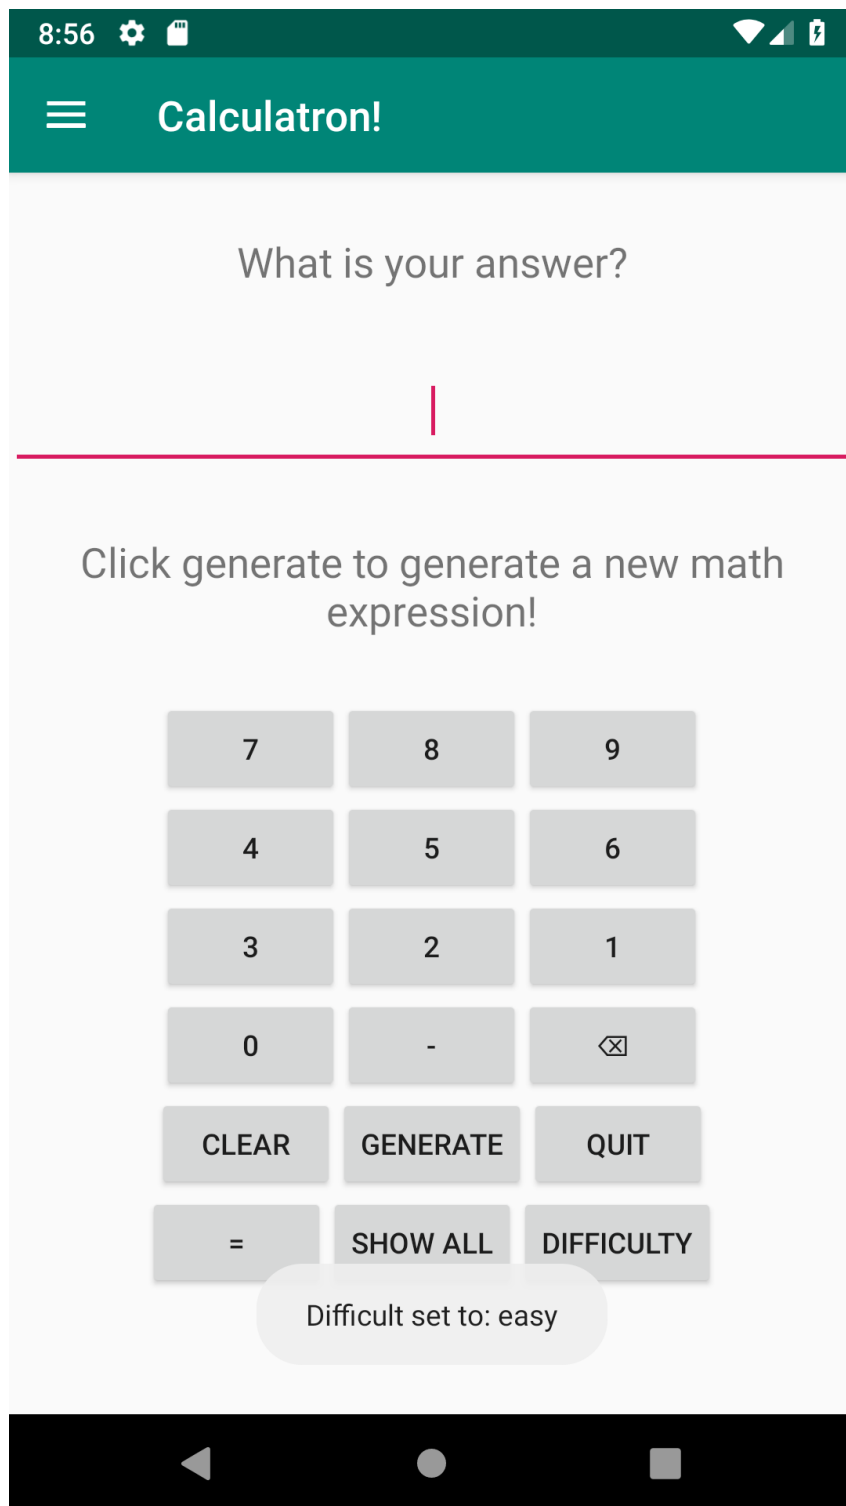 8:56
Calculatron!
What is your answer?
Click generate to generate a new math
expression!
7 8 9
4 5 6
3 2 1
0 - ⌫
CLEAR GENERATE QUIT
= SHOW ALL DIFFICULTY
Difficult set to: easy